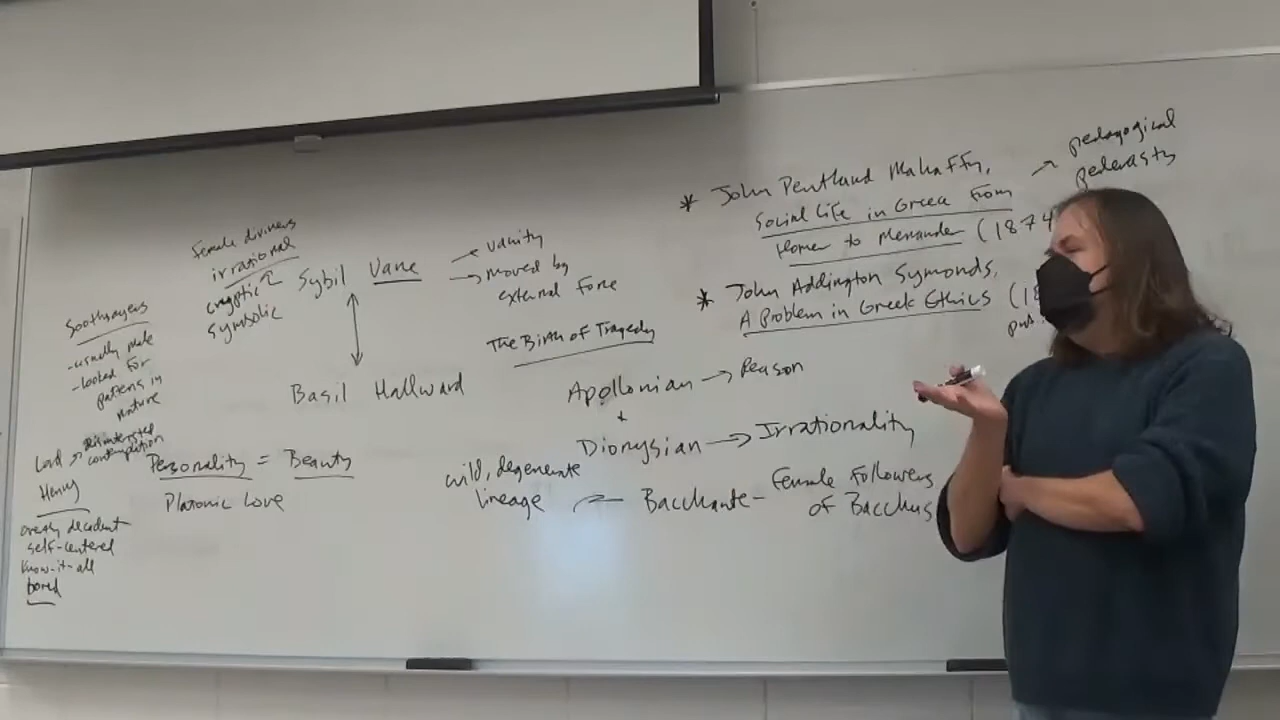 Soothsayers
-usually male
-looked for
patterns in
nature
Lord → disinterested
contemplation
Henry
overly decadent
self-centered
know-it-all
bored
Female diviners
irrational
cryptic
symbolic
Sybil Vane
→ vanity
→ moved by
external force
Basil Hallward
Personality = Beauty
Platonic Love
The Birth of Tragedy
Apollonian → Reason
+
Dionysian → Irrationality
wild, degenerate
lineage
Bacchante - Female Followers
of Bacchus
* John Pentland Mahaffy,
Social Life in Greece From
Homer to Menander (1874
→ pedagogical
pederasty
* John Addington Symonds,
A Problem in Greek Ethics (18